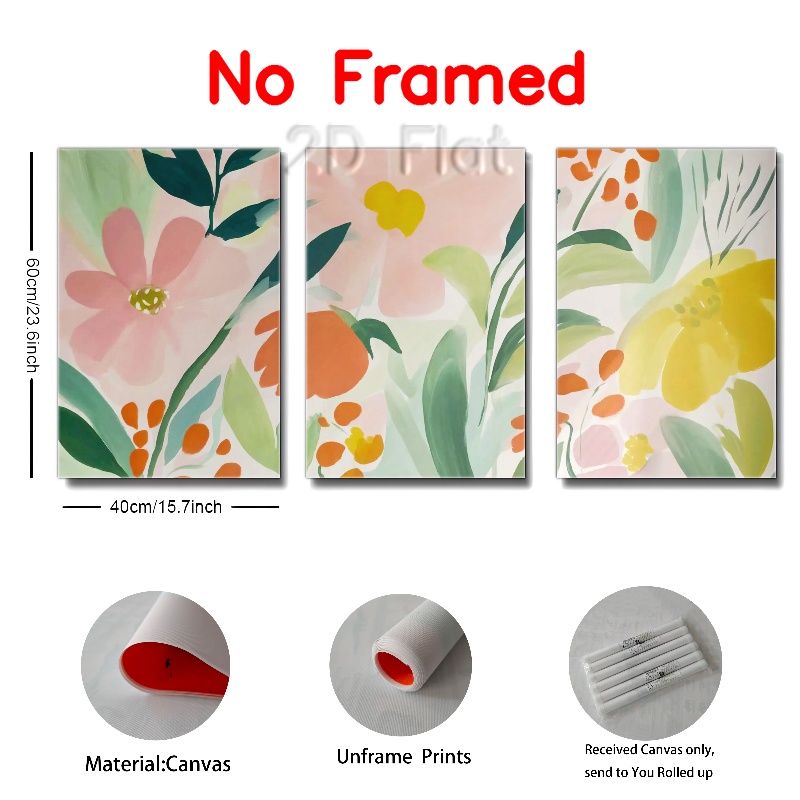 No Framed
2D Flat
60cm/23.6inch
40cm/15.7inch
Material:Canvas
Unframe Prints
Received Canvas only,
send to You Rolled up